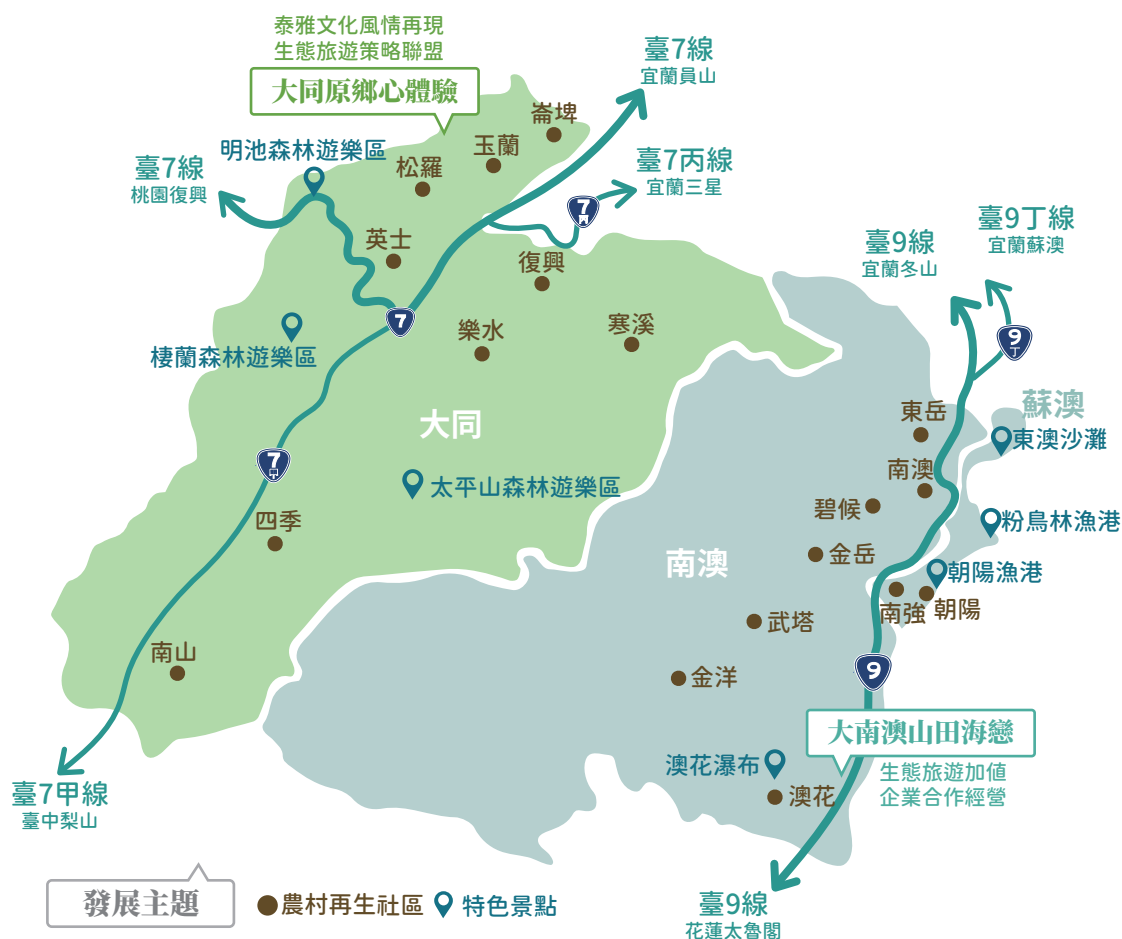 泰雅文化風情再現
生態旅遊策略聯盟
大同原鄉心體驗
臺7線
宜蘭員山
崙埤
玉蘭
松羅
明池森林遊樂區
臺7線
桃園復興
臺7丙線
宜蘭三星
7
丙
臺9丁線
宜蘭蘇澳
臺9線
宜蘭冬山
英士
復興
7
樂水
寒溪
9
丁
棲蘭森林遊樂區
大同
蘇澳
東岳
東澳沙灘
南澳
7
甲
太平山森林遊樂區
碧候
四季
粉鳥林漁港
金岳
南澳
朝陽漁港
南強
朝陽
武塔
南山
金洋
9
大南澳山田海戀
生態旅遊加值
企業合作經營
澳花瀑布
澳花
臺7甲線
臺中梨山
發展主題
農村再生社區
特色景點
臺9線
花蓮太魯閣